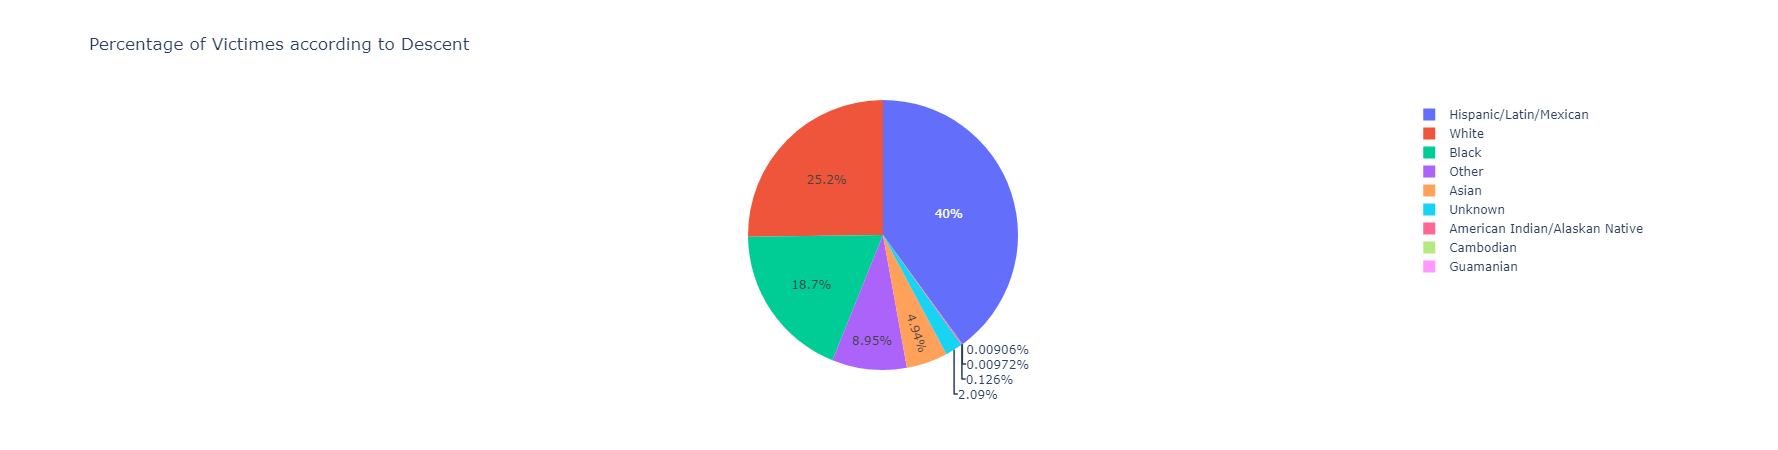 Percentage of Victimes according to Descent
25.2%
40%
18.7%
8.95%
4.94%
0.00906%
0.00972%
0.126%
2.09%
Hispanic/Latin/Mexican
White
Black
Other
Asian
Unknown
American Indian/Alaskan Native
Cambodian
Guamanian